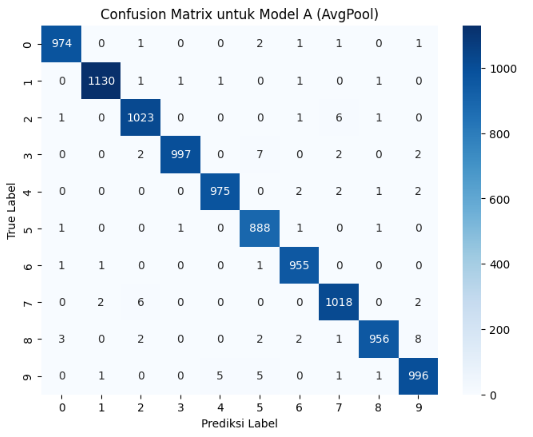 Confusion Matrix untuk Model A (AvgPool)
0 974 0 1 0 0 2 1 1 0 1
1 0 1130 1 1 1 0 1 0 1 0
2 1 0 1023 0 0 0 1 6 1 0
3 0 0 2 997 0 7 0 2 0 2
4 0 0 0 0 975 0 2 2 1 2
5 1 0 0 1 0 888 1 0 1 0
6 1 1 0 0 0 1 955 0 0 0
7 0 2 6 0 0 0 0 1018 0 2
8 3 0 2 0 0 2 2 1 956 8
9 0 1 0 0 5 5 0 1 1 996
0 1 2 3 4 5 6 7 8 9
True Label
Prediksi Label
1000
800
600
400
200
0